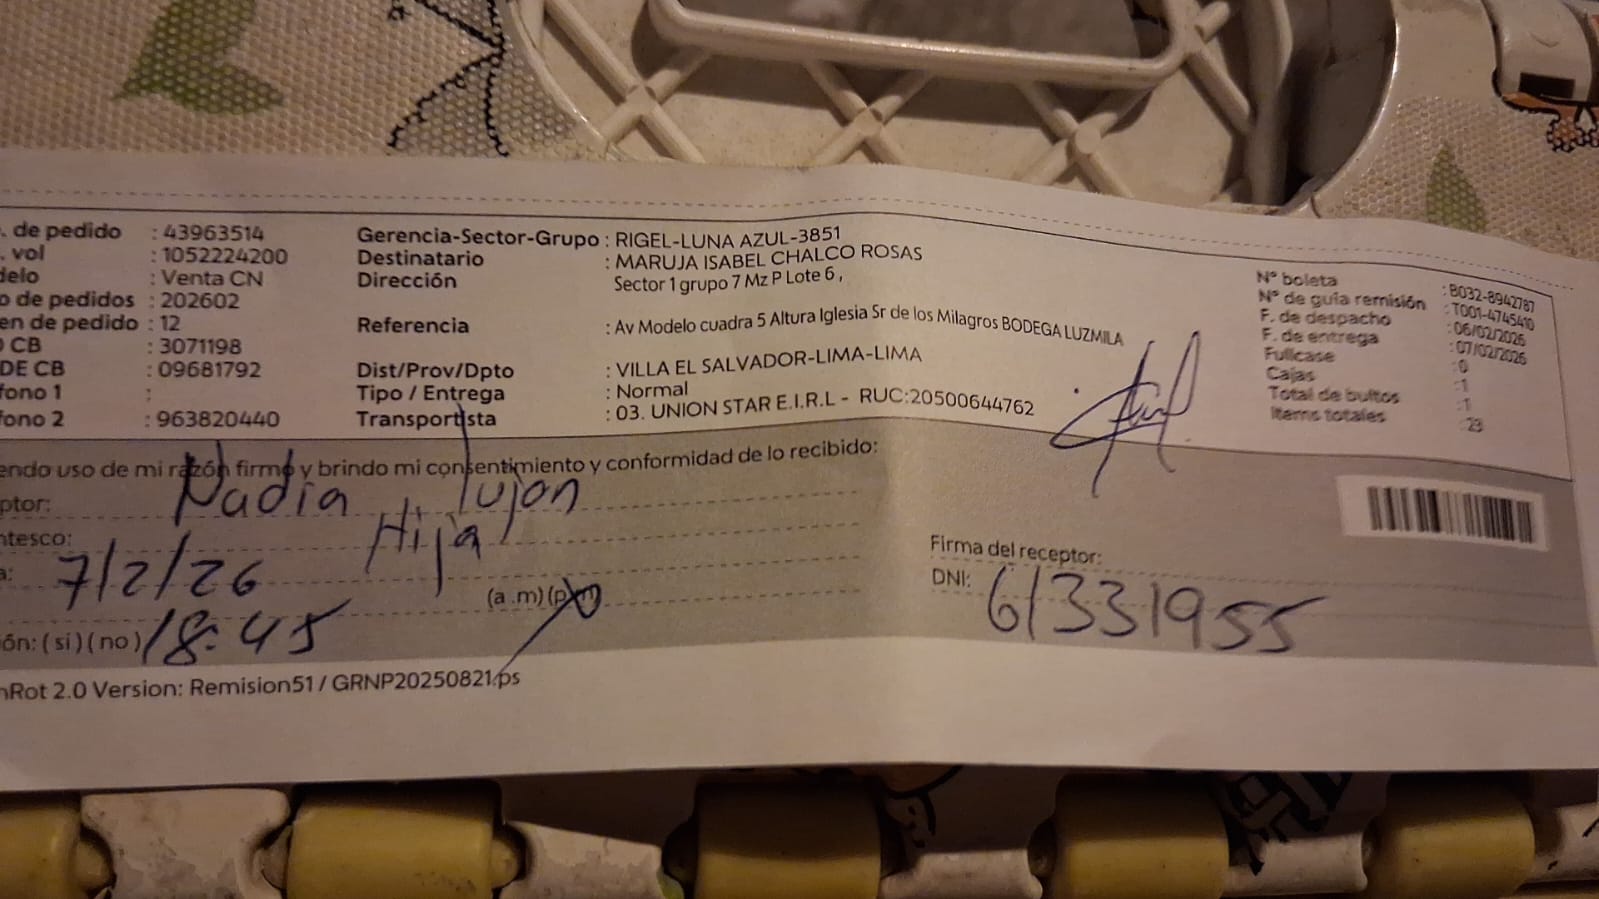 . de pedido : 43963514
. vol : 1052224200
delo : Venta CN
o de pedidos : 202602
en de pedido : 12
O CB : 3071198
DE CB : 09681792
fono 1 :
fono 2 : 963820440
Gerencia-Sector-Grupo : RIGEL-LUNA AZUL-3851
Destinatario : MARUJA ISABEL CHALCO ROSAS
Dirección Sector 1 grupo 7 Mz P Lote 6 ,
Referencia : Av Modelo cuadra 5 Altura Iglesia Sr de los Milagros BODEGA LUZMILA
Dist/Prov/Dpto : VILLA EL SALVADOR-LIMA-LIMA
Tipo / Entrega : Normal
Transportista : 03. UNION STAR E.I.R.L - RUC:20500644762
N° boleta : B032-8942787
N° de guía remisión : T001-4745410
F. de despacho : 06/02/2026
F. de entrega : 07/02/2026
Fullcase : 0
Cajas : 1
Total de bultos : 1
Items totales : 23
endo uso de mi razón firmo y brindo mi consentimiento y conformidad de lo recibido:
ptor: Nadia Lujan
ntesco: Hija
a: 7/2/26
(a .m) (p.m)
ón: ( si ) ( no ) 18:45
Firma del receptor:
DNI: 61331955
nRot 2.0 Version: Remision51 / GRNP20250821.ps